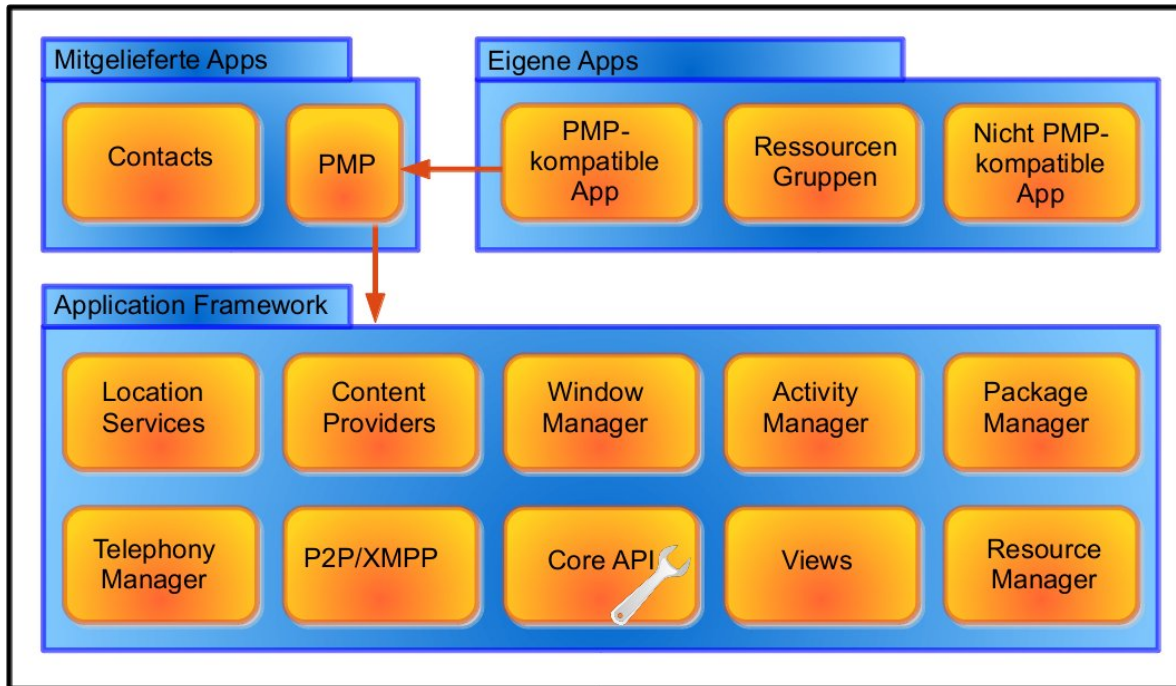 Mitgelieferte Apps
Contacts
PMP
Eigene Apps
PMP-
kompatible
App
Ressourcen
Gruppen
Nicht PMP-
kompatible
App
Application Framework
Location
Services
Content
Providers
Window
Manager
Activity
Manager
Package
Manager
Telephony
Manager
P2P/XMPP
Core API
Views
Resource
Manager